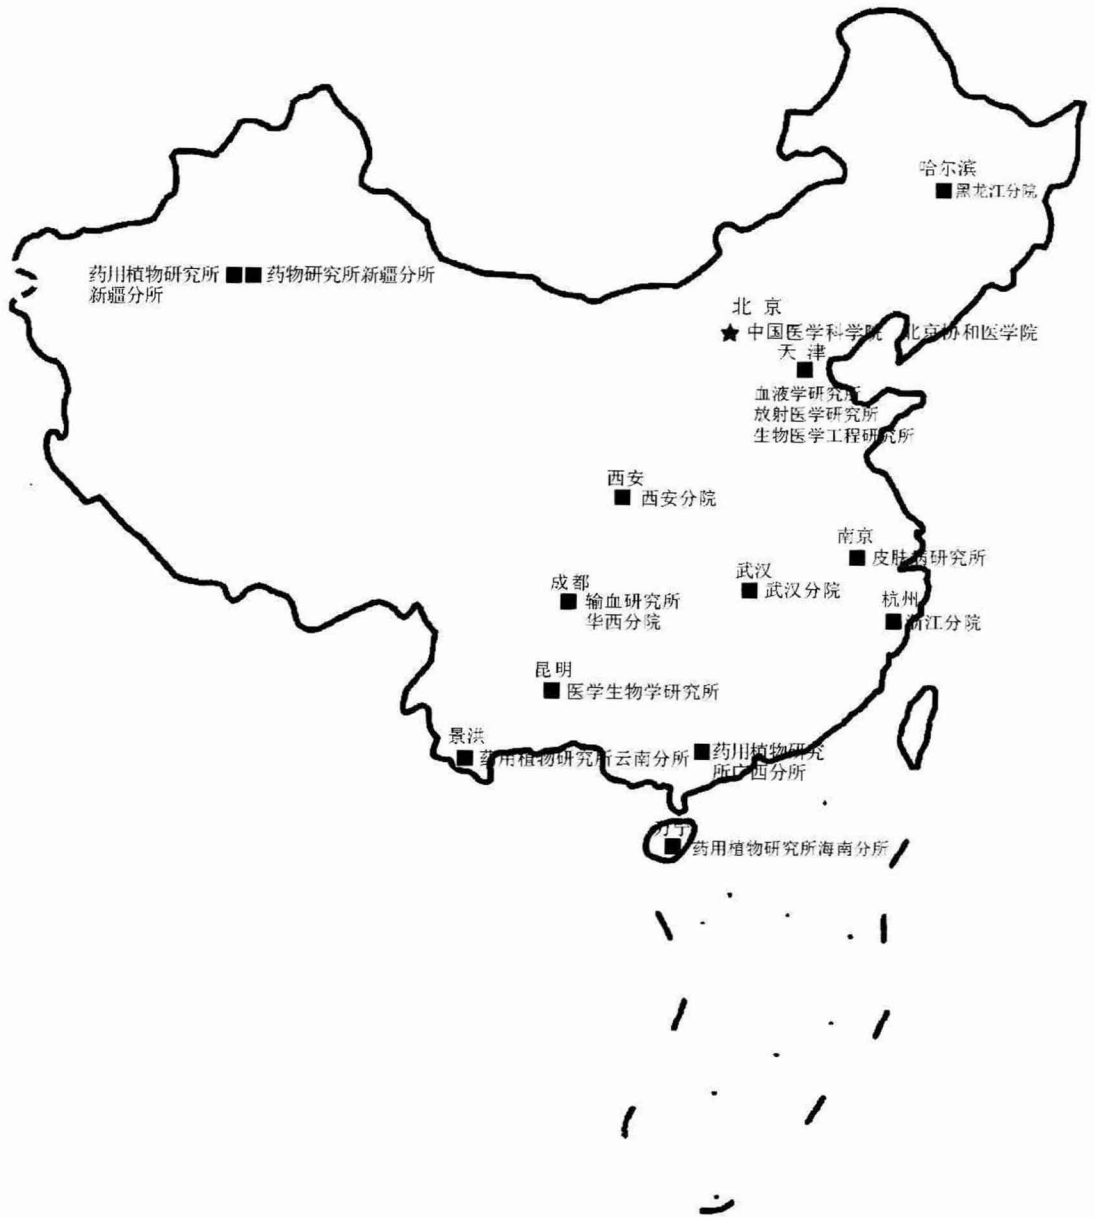 哈尔滨
黑龙江分院
药用植物研究所
新疆分所
药物研究所新疆分所
北 京
中国医学科学院 北京协和医学院
天 津
血液学研究所
放射医学研究所
生物医学工程研究所
西安
西安分院
南京
皮肤病研究所
武汉
武汉分院
成都
输血研究所
华西分院
杭州
浙江分院
昆明
医学生物学研究所
景洪
药用植物研究所云南分所
药用植物研究
所广西分所
万宁
药用植物研究所海南分所